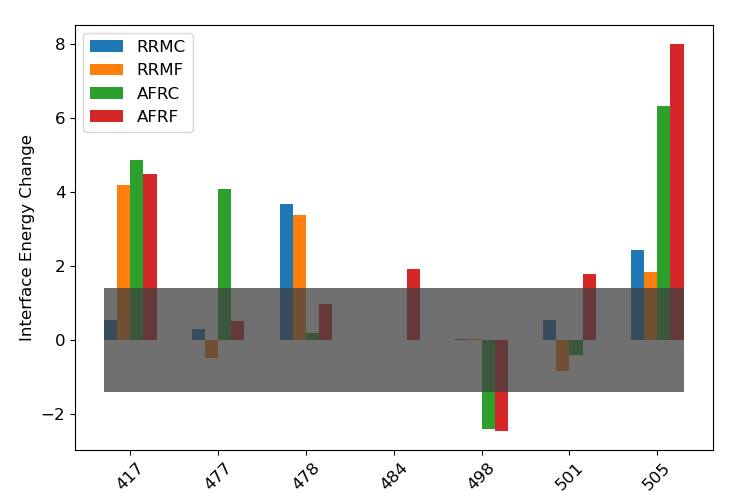 8
6
4
2
0
−2
Interface Energy Change
RRMC
RRMF
AFRC
AFRF
417
477
478
484
498
501
505